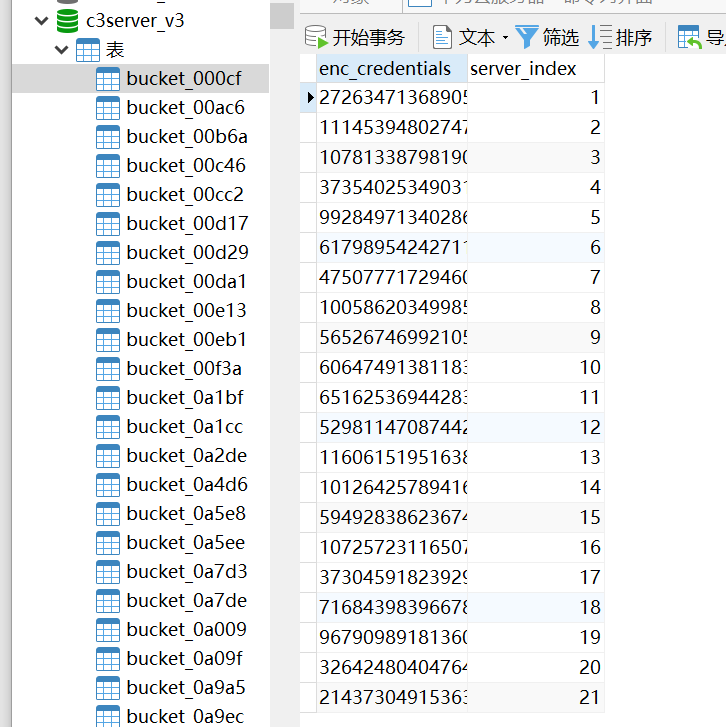 c3server_v3
表
bucket_000cf
bucket_00ac6
bucket_00b6a
bucket_00c46
bucket_00cc2
bucket_00d17
bucket_00d29
bucket_00da1
bucket_00e13
bucket_00eb1
bucket_00f3a
bucket_0a1bf
bucket_0a1cc
bucket_0a2de
bucket_0a4d6
bucket_0a5e8
bucket_0a5ee
bucket_0a7d3
bucket_0a7de
bucket_0a009
bucket_0a09f
bucket_0a9a5
bucket_0a9ec
开始事务 文本 筛选 排序
enc_credentials server_index
27263471368905 1
11145394802747 2
10781338798190 3
37354025349031 4
99284971340286 5
61798954242711 6
47507771729460 7
10058620349985 8
56526746992105 9
60647491381183 10
65162536944283 11
52981147087442 12
11606151951638 13
10126425789416 14
59492838623674 15
10725723116507 16
37304591823929 17
71684398396678 18
96790989181360 19
32642480404764 20
21437304915363 21